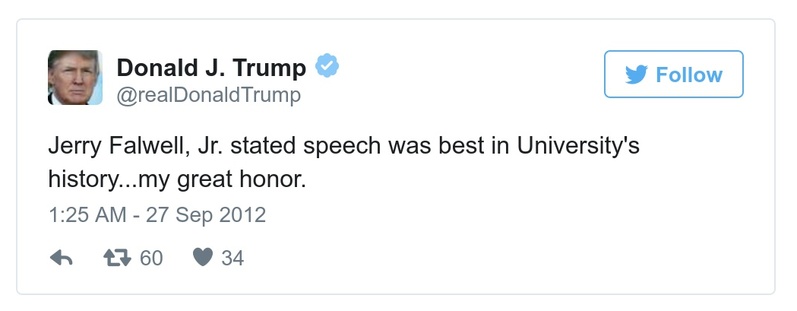 Donald J. Trump
Follow
@realDonaldTrump
Jerry Falwell, Jr. stated speech was best in University's
history...my great honor.
1:25 AM - 27 Sep 2012
60 34